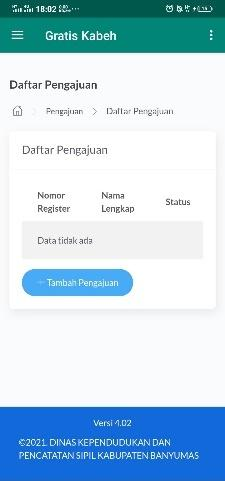 18:02
Gratis Kabeh
Daftar Pengajuan
Pengajuan > Daftar Pengajuan
Daftar Pengajuan
Nomor Register Nama Lengkap Status
Data tidak ada
+ Tambah Pengajuan
Versi 4.02
©2021. DINAS KEPENDUDUKAN DAN
PENCATATAN SIPIL KABUPATEN BANYUMAS